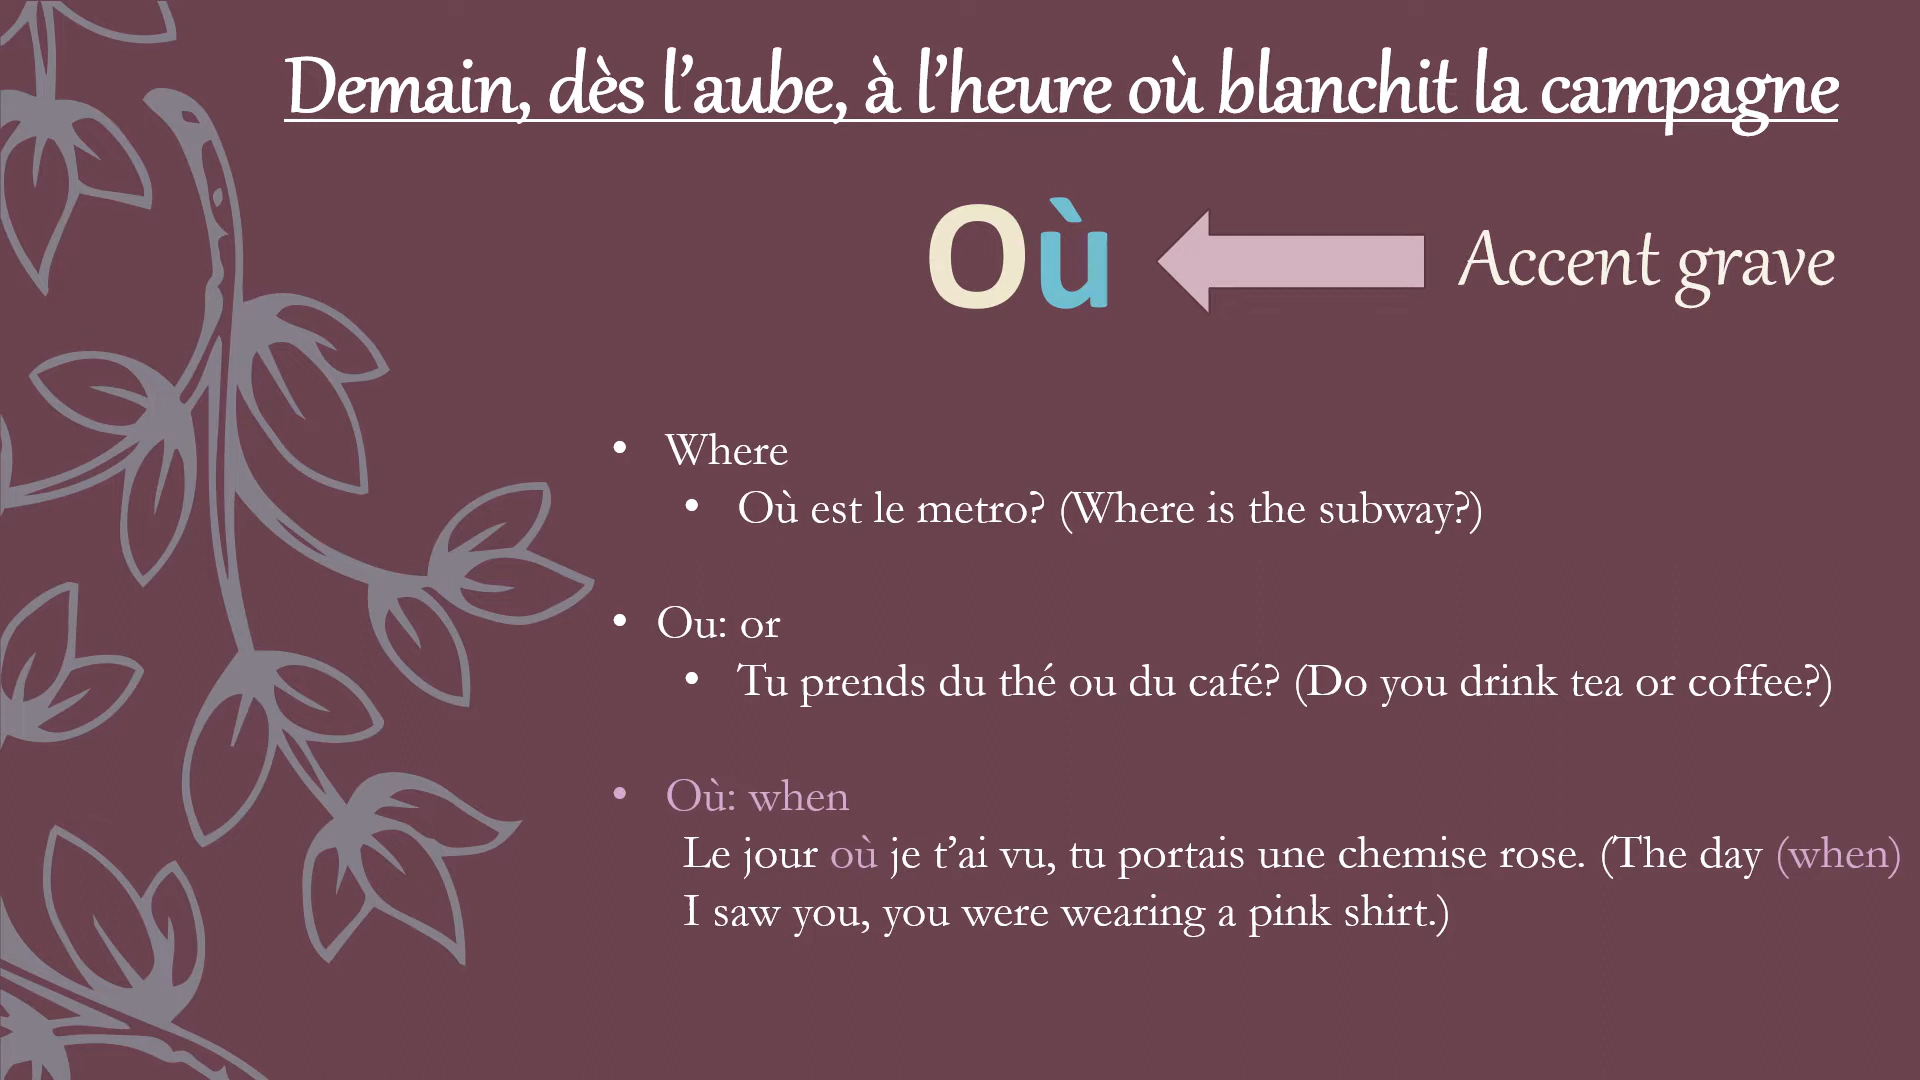 Demain, dès l’aube, à l’heure où blanchit la campagne
Où
Accent grave
• Where
• Où est le metro? (Where is the subway?)
• Ou: or
• Tu prends du thé ou du café? (Do you drink tea or coffee?)
• Où: when
Le jour où je t’ai vu, tu portais une chemise rose. (The day (when)
I saw you, you were wearing a pink shirt.)